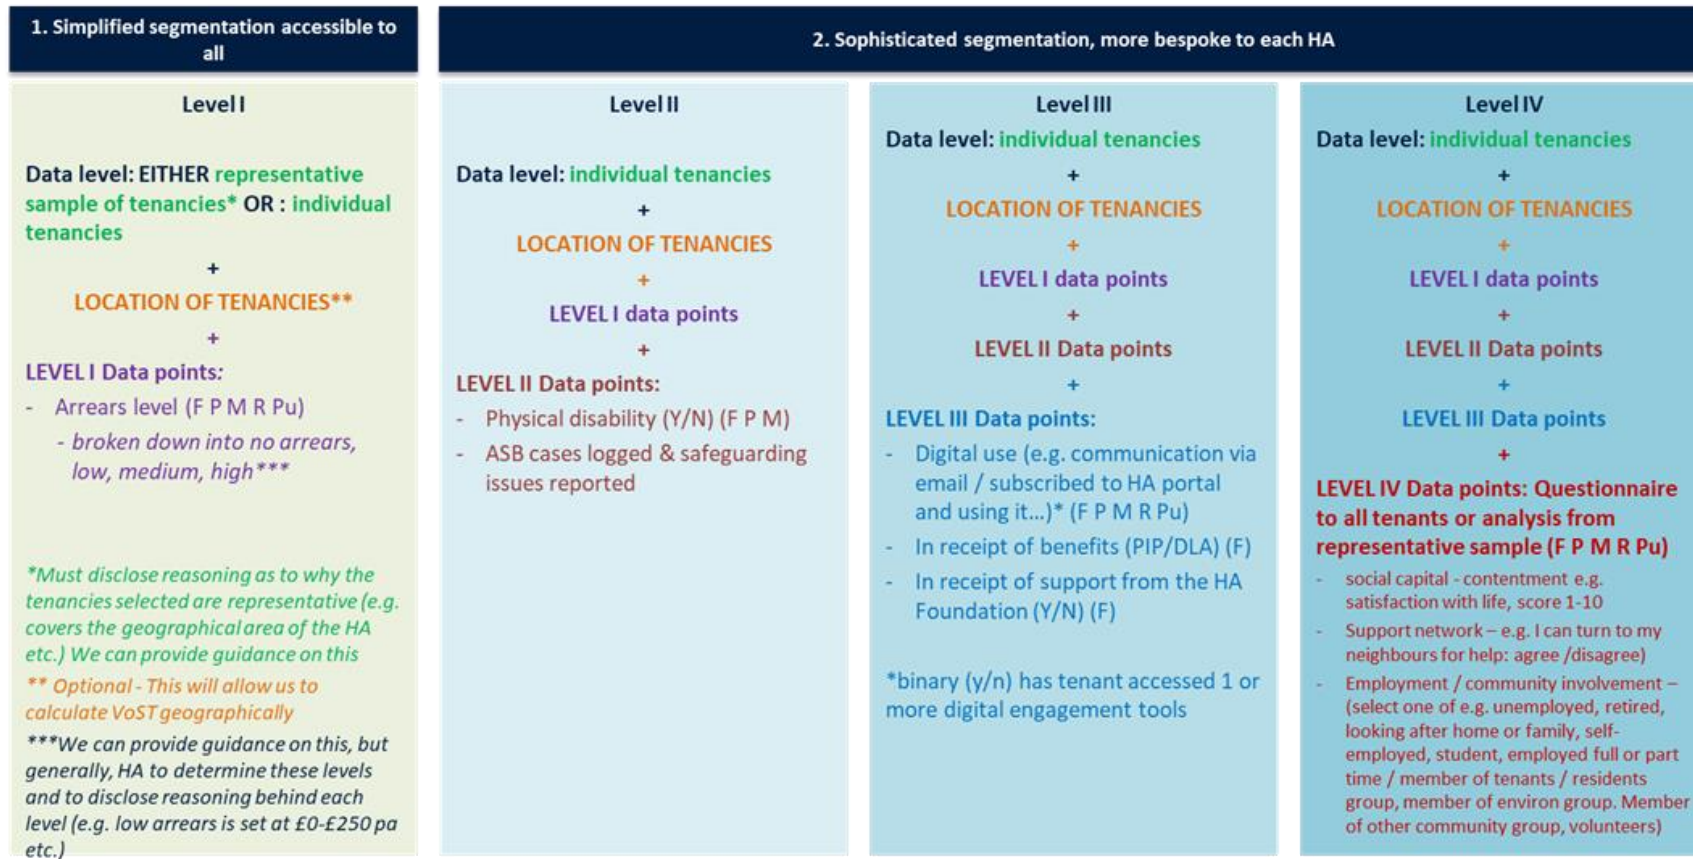 1. Simplified segmentation accessible to
all
2. Sophisticated segmentation, more bespoke to each HA
Level I
Data level: EITHER representative
sample of tenancies* OR : individual
tenancies
+
LOCATION OF TENANCIES**
+
LEVEL I Data points:
- Arrears level (F P M R Pu)
- broken down into no arrears,
low, medium, high***
*Must disclose reasoning as to why the
tenancies selected are representative (e.g.
covers the geographical area of the HA
etc.) We can provide guidance on this
** Optional - This will allow us to
calculate VoST geographically
***We can provide guidance on this, but
generally, HA to determine these levels
and to disclose reasoning behind each
level (e.g. low arrears is set at £0-£250 pa
etc.)
Level II
Data level: individual tenancies
+
LOCATION OF TENANCIES
+
LEVEL I data points
+
LEVEL II Data points:
- Physical disability (Y/N) (F P M)
- ASB cases logged & safeguarding
issues reported
Level III
Data level: individual tenancies
+
LOCATION OF TENANCIES
+
LEVEL I data points
+
LEVEL II Data points
+
LEVEL III Data points:
- Digital use (e.g. communication via
email / subscribed to HA portal
and using it...)* (F P M R Pu)
- In receipt of benefits (PIP/DLA) (F)
- In receipt of support from the HA
Foundation (Y/N) (F)
*binary (y/n) has tenant accessed 1 or
more digital engagement tools
Level IV
Data level: individual tenancies
+
LOCATION OF TENANCIES
+
LEVEL I data points
+
LEVEL II Data points
+
LEVEL III Data points
+
LEVEL IV Data points: Questionnaire
to all tenants or analysis from
representative sample (F P M R Pu)
- social capital - contentment e.g.
satisfaction with life, score 1-10
- Support network – e.g. I can turn to my
neighbours for help: agree /disagree)
- Employment / community involvement –
(select one of e.g. unemployed, retired,
looking after home or family, self-
employed, student, employed full or part
time / member of tenants / residents
group, member of environ group. Member
of other community group, volunteers)